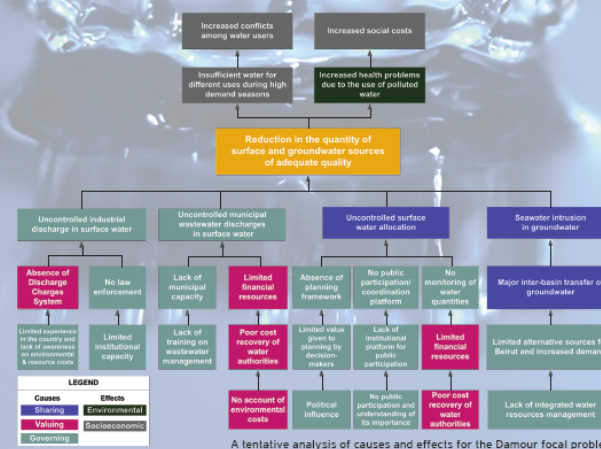 Increased conflicts
among water users
Increased social costs
Insufficient water for
different uses during high
demand seasons
Increased health problems
due to the use of polluted
water
Reduction in the quantity of
surface and groundwater sources
of adequate quality
Uncontrolled industrial
discharge in surface water
Uncontrolled municipal
wastewater discharges
in surface water
Uncontrolled surface
water allocation
Seawater intrusion
in groundwater
Absence of
Discharge
Charges
System
No law
enforcement
Lack of
municipal
capacity
Limited
financial
resources
Absence of
planning
framework
No public
participation/
coordination
platform
No
monitoring of
water
quantities
Major inter-basin transfer of
groundwater
Limited experience
in the country and
lack of awareness
on environmental
& resource costs
Limited
institutional
capacity
Lack of
training on
wastewater
management
Poor cost
recovery of
water
authorities
Limited value
given to
planning by
decision-
makers
Lack of
institutional
platform for
public
participation
Limited
financial
resources
Limited alternative sources f
Beirut and increased deman
No account of
environmental
costs
Political
influence
No public
participation and
understanding of
its importance
Poor cost
recovery of
water
authorities
Lack of integrated water
resources management
LEGEND
Causes Effects
Sharing Environmental
Valuing Socioeconomic
Governing
A tentative analysis of causes and effects for the Damour focal proble